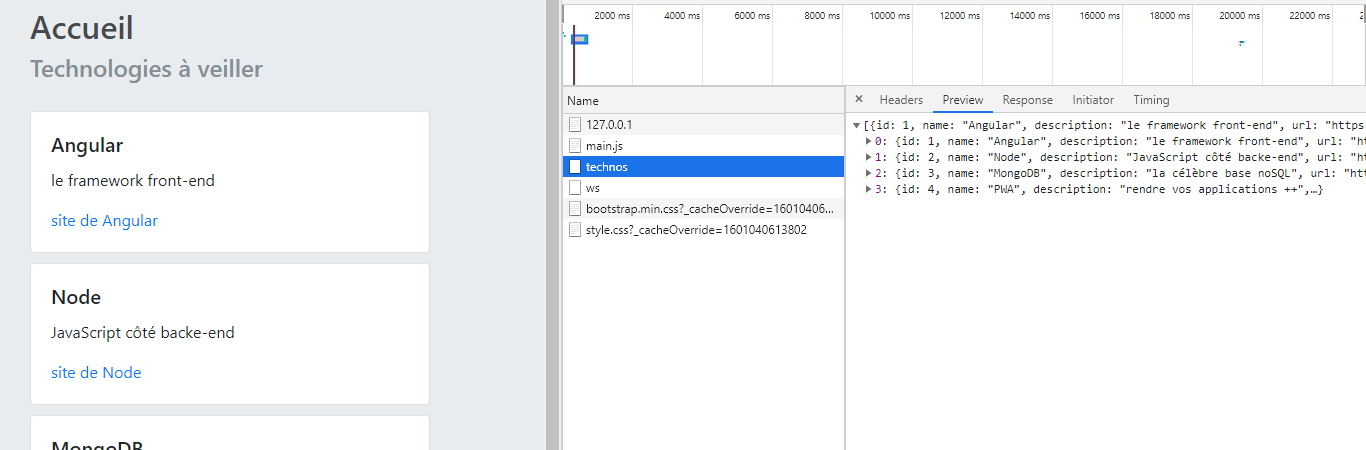 Accueil
Technologies à veiller
Angular
le framework front-end
site de Angular
Node
JavaScript côté backe-end
site de Node
MongoDB
2000 ms 4000 ms 6000 ms 8000 ms 10000 ms 12000 ms 14000 ms 16000 ms 18000 ms 20000 ms 22000 ms
Name
127.0.0.1
main.js
technos
ws
bootstrap.min.css?_cacheOverride=16010406...
style.css?_cacheOverride=1601040613802
× Headers Preview Response Initiator Timing
▼[{id: 1, name: "Angular", description: "le framework front-end", url: "https
▶0: {id: 1, name: "Angular", description: "le framework front-end", url: "ht
▶1: {id: 2, name: "Node", description: "JavaScript côté backe-end", url: "ht
▶2: {id: 3, name: "MongoDB", description: "la célèbre base noSQL", url: "htt
▶3: {id: 4, name: "PWA", description: "rendre vos applications ++",…}